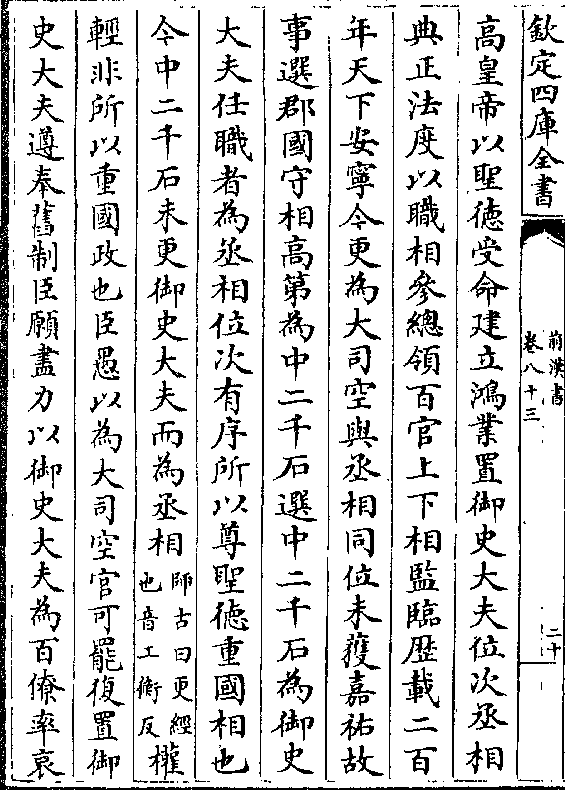 欽定四庫全書
前漢書
卷八十三
二十
高皇帝以聖德受命建立鴻業置御史大夫位次丞相
典正法度以職相參總領百官上下相監臨歴載二百
年天下安寧今更為大司空與丞相同位未獲嘉祐故
事選郡國守相高第為中二千石選中二千石為御史
大夫任職者為丞相位次有序所以尊聖德重國相也
今中二千石未更御史大夫而為丞相師古曰更經也音工衡反權
輕非所以重國政也臣愚以為大司空官可罷復置御
史大夫遵奉舊制臣願盡力以御史大夫為百僚率哀